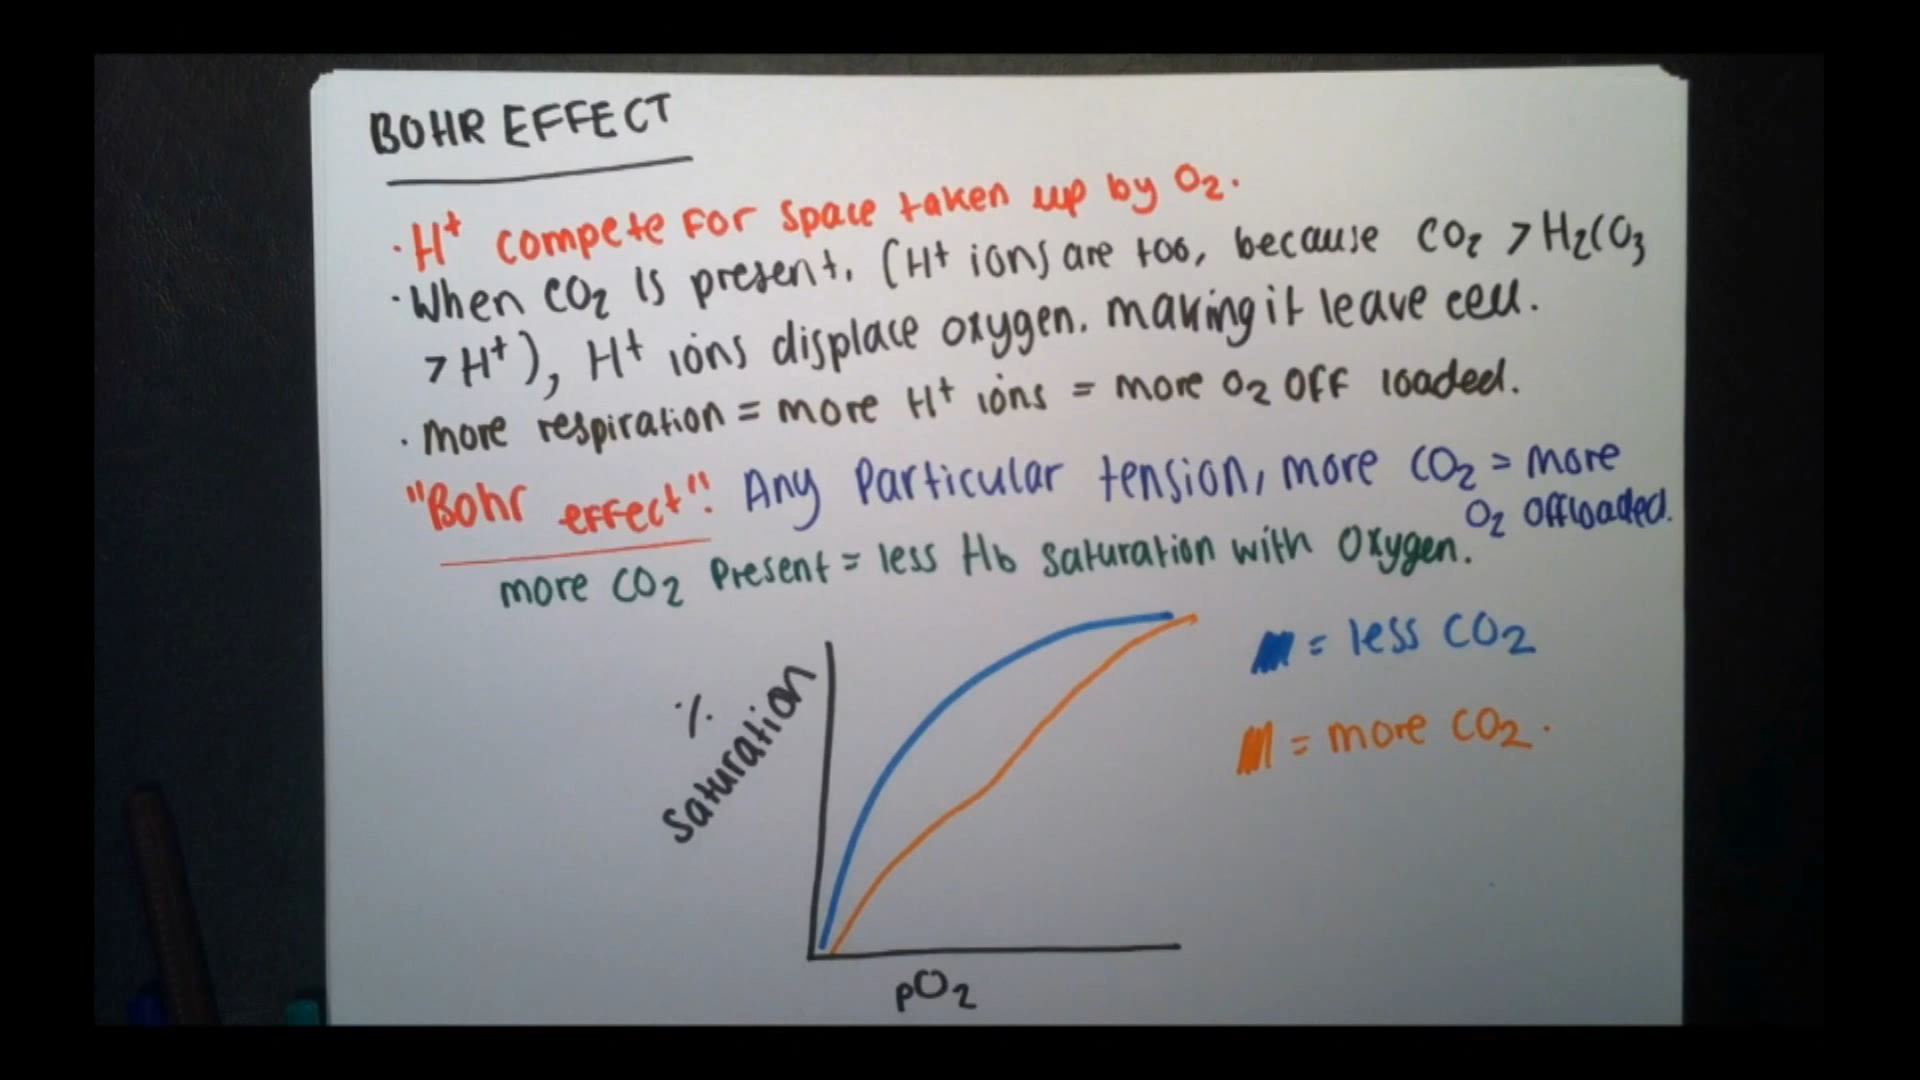 BOHR EFFECT
· H⁺ compete for space taken up by O₂.
· When CO₂ is present. (H⁺ ions are too, because CO₂ > H₂CO₃
> H⁺), H⁺ ions displace oxygen. making it leave cell.
· more respiration = more H⁺ ions = more O₂ off loaded.
"Bohr effect": Any Particular tension, more CO₂ = more
O₂ offloaded.
more CO₂ Present = less Hb saturation with Oxygen.
= less CO₂
= more CO₂.
% Saturation
pO₂